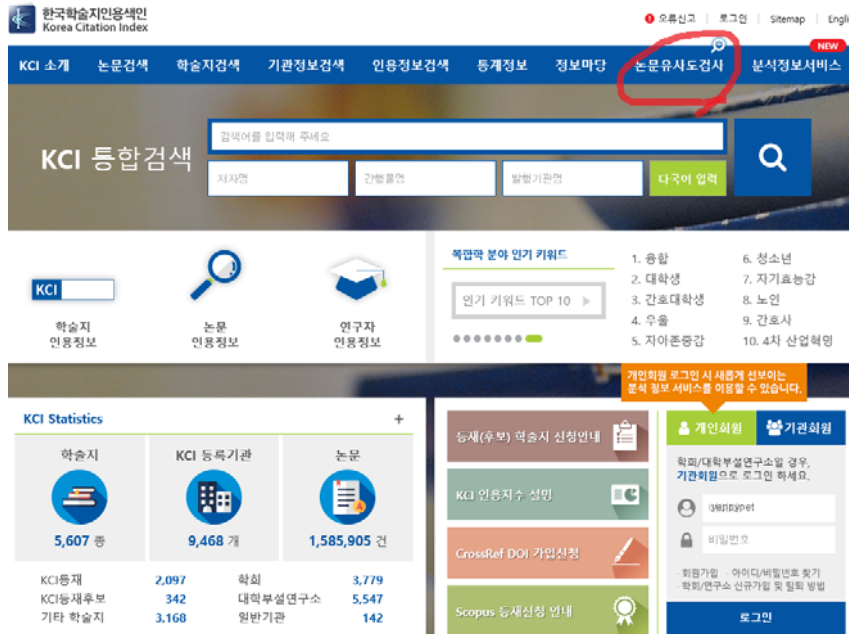 한국학술지인용색인
Korea Citation Index
오류신고 로그인 Sitemap Engli
NEW
KCI 소개 논문검색 학술지검색 기관정보검색 인용정보검색 통계정보 정보마당 논문유사도검사 분석정보서비스
KCI 통합검색
검색어를 입력해 주세요
저자명 간행물명 발행기관명 다국어 입력
KCI
학술지
인용정보
논문
인용정보
연구자
인용정보
복합학 분야 인기 키워드
인기 키워드 TOP 10
1. 융합
2. 대학생
3. 간호대학생
4. 우울
5. 자아존중감
6. 청소년
7. 자기효능감
8. 노인
9. 간호사
10. 4차 산업혁명
개인회원 로그인 시 새롭게 선보이는
분석 정보 서비스를 이용할 수 있습니다.
KCI Statistics +
학술지
5,607 종
KCI 등록기관
9,468 개
논문
1,585,905 건
KCI등재 2,097 학회 3,779
KCI등재후보 342 대학부설연구소 5,547
기타 학술지 3,168 일반기관 142
등재(후보) 학술지 신청안내
KCI 인용지수 설명
CrossRef DOI 가입신청
Scopus 등재신청 안내
개인회원 기관회원
학회/대학부설연구소일 경우,
기관회원으로 로그인 하세요.
비밀번호
· 회원가입 · 아이디/비밀번호 찾기
· 학회/연구소 신규가입 및 탈퇴 방법
로그인